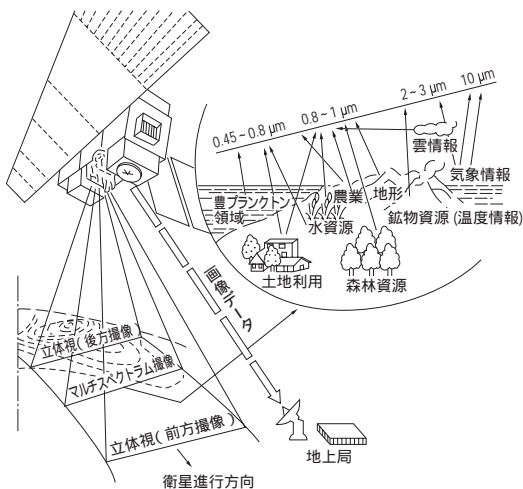 0.45～0.8 μm
0.8～1 μm
2～3 μm
10 μm
雲情報
気象情報
豊プランクトン
領域
農業
地形
水資源
鉱物資源(温度情報)
土地利用
森林資源
画像データ
立体視(後方撮像)
マルチスペクトラム撮像
立体視(前方撮像)
地上局
衛星進行方向